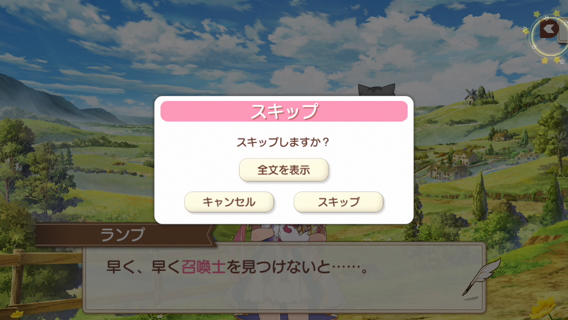 スキップ
スキップしますか？
全文を表示
キャンセル
スキップ
ランプ
早く、早く召喚士を見つけないと……。